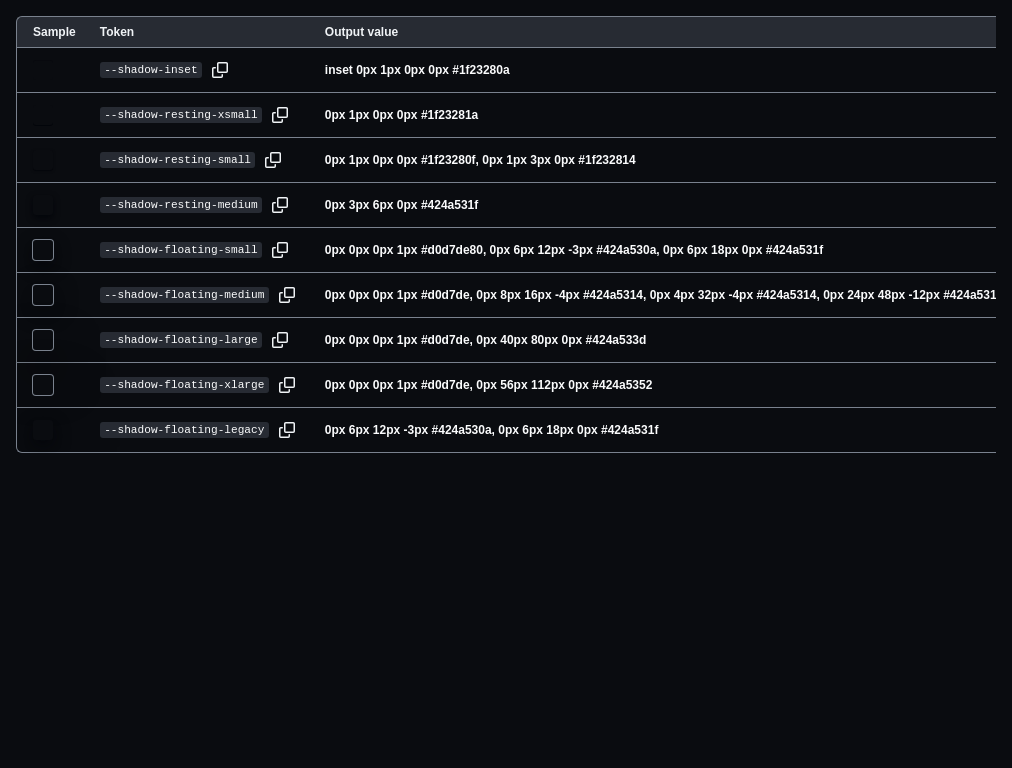 Sample Token Output value
--shadow-inset inset 0px 1px 0px 0px #1f23280a
--shadow-resting-xsmall 0px 1px 0px 0px #1f23281a
--shadow-resting-small 0px 1px 0px 0px #1f23280f, 0px 1px 3px 0px #1f232814
--shadow-resting-medium 0px 3px 6px 0px #424a531f
--shadow-floating-small 0px 0px 0px 1px #d0d7de80, 0px 6px 12px -3px #424a530a, 0px 6px 18px 0px #424a531f
--shadow-floating-medium 0px 0px 0px 1px #d0d7de, 0px 8px 16px -4px #424a5314, 0px 4px 32px -4px #424a5314, 0px 24px 48px -12px #424a531
--shadow-floating-large 0px 0px 0px 1px #d0d7de, 0px 40px 80px 0px #424a533d
--shadow-floating-xlarge 0px 0px 0px 1px #d0d7de, 0px 56px 112px 0px #424a5352
--shadow-floating-legacy 0px 6px 12px -3px #424a530a, 0px 6px 18px 0px #424a531f